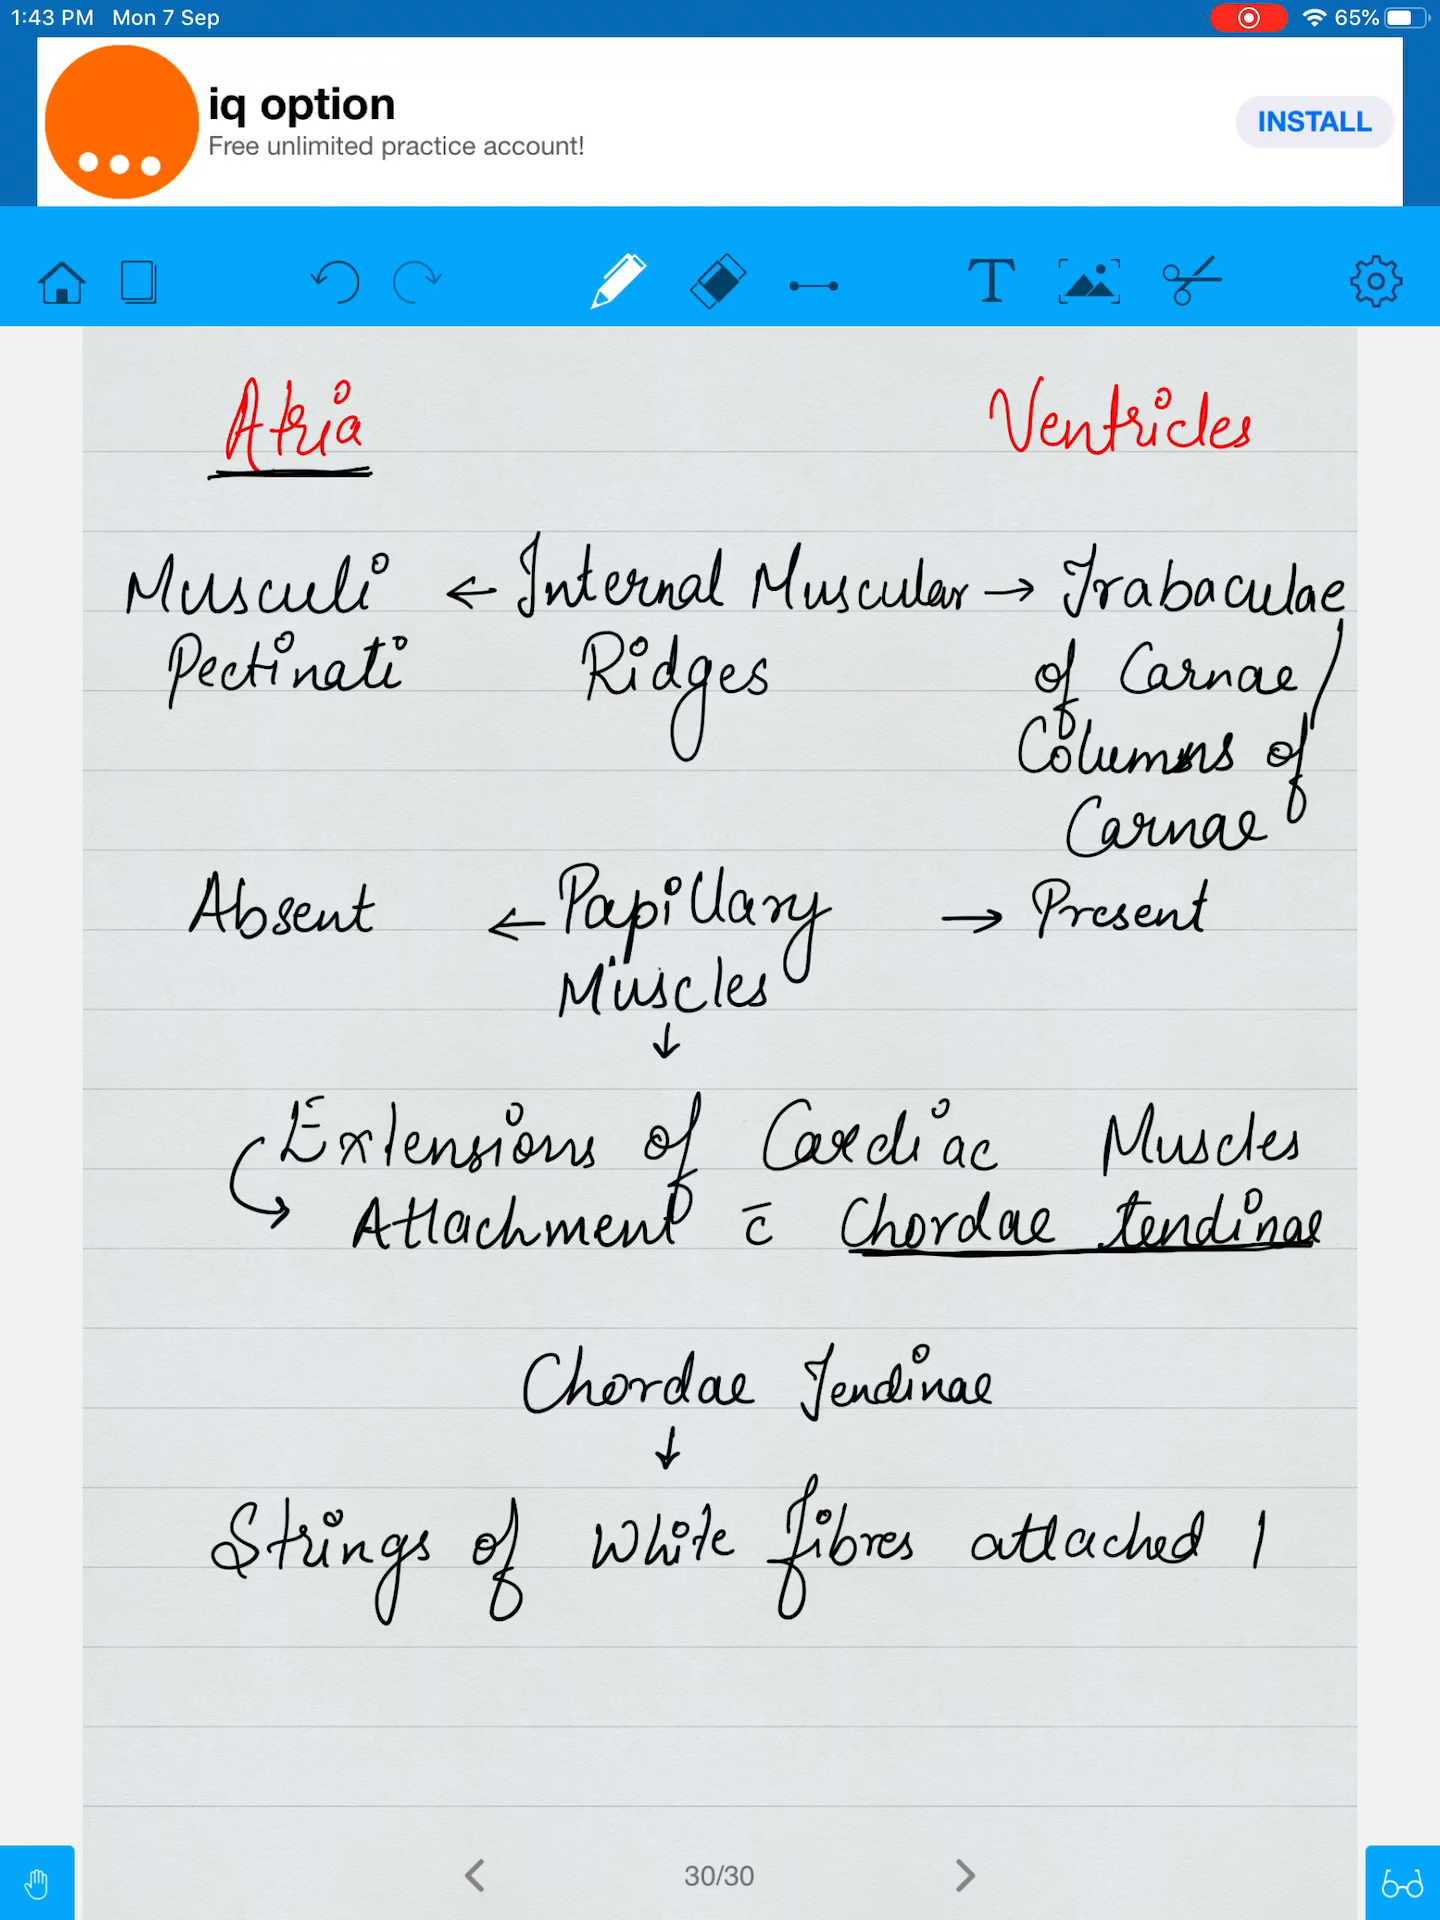 1:43 PM Mon 7 Sep 65%
iq option
Free unlimited practice account!
INSTALL
T
Atria Ventricles
Musculi ← Internal Muscular → Trabaculae
Pectinati Ridges of Carnae /
Columns of
Carnae
Absent ← Papillary → Present
Muscles
↓
Extensions of Cardiac Muscles
↪ Attachment c̄ Chordae tendinae
Chordae Tendinae
↓
Strings of White fibres attached
30/30